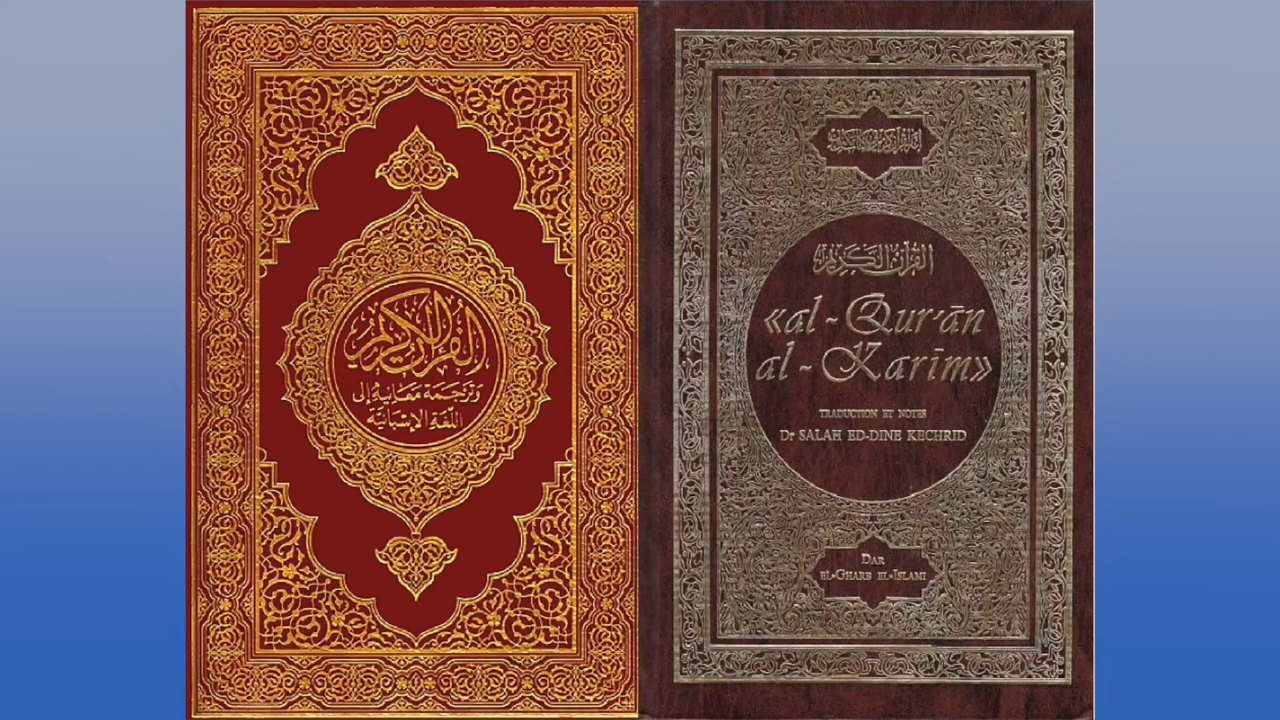 القرآن الكريم
وترجمة معانيه إلى
اللغة الإسبانية
القرآن الكريم
«al-Qur'ān
al-Karīm»
TRADUCTION ET NOTES
Dr SALAH ED-DINE KECHRID
DAR
EL-GHARB EL-ISLAMI